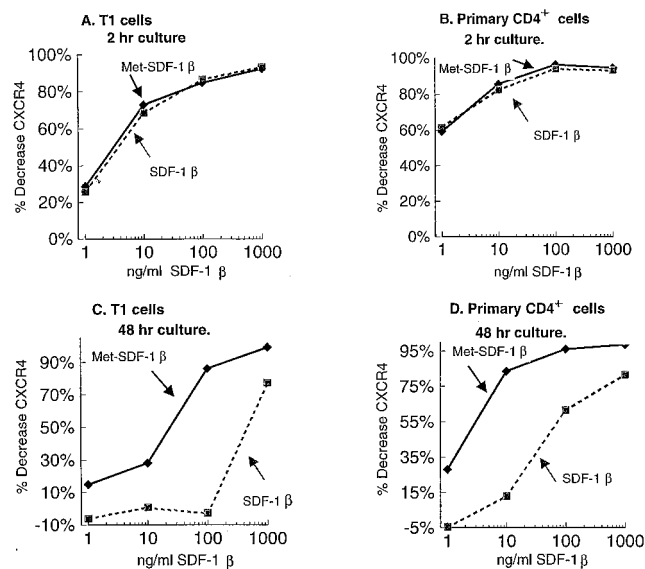 A. T1 cells
2 hr culture
% Decrease CXCR4
100%
80%
60%
40%
20%
0%
Met-SDF-1 β
SDF-1 β
1 10 100 1000
ng/ml SDF-1 β
B. Primary CD4+ cells
2 hr culture.
% Decrease CXCR4
100%
80%
60%
40%
20%
0%
Met-SDF-1 β
SDF-1 β
1 10 100 1000
ng/ml SDF-1β
C. T1 cells
48 hr culture.
% Decrease CXCR4
90%
70%
50%
30%
10%
-10%
Met-SDF-1 β
SDF-1 β
1 10 100 1000
ng/ml SDF-1 β
D. Primary CD4+ cells
48 hr culture.
% Decrease CXCR4
95%
75%
55%
35%
15%
-5%
Met-SDF-1 β
SDF-1 β
1 10 100 1000
ng/ml SDF-1 β